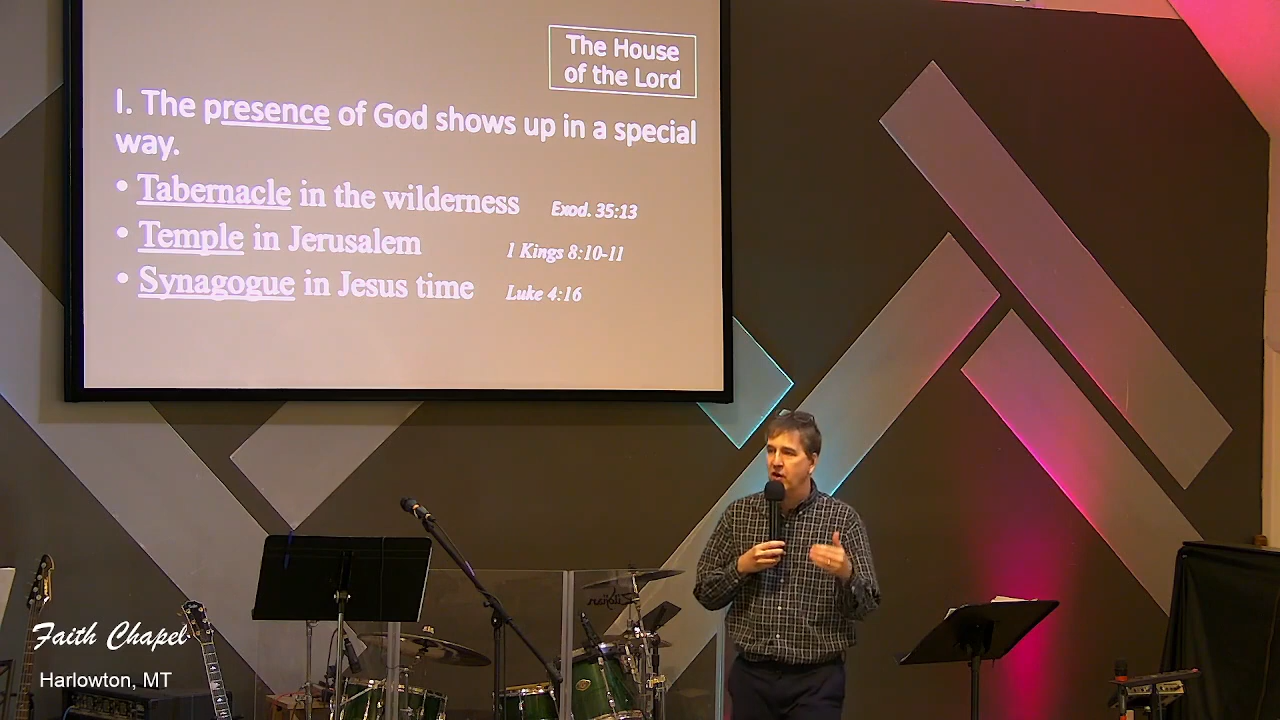 The House
of the Lord
I. The presence of God shows up in a special
way.
• Tabernacle in the wilderness Exod. 35:13
• Temple in Jerusalem 1 Kings 8:10-11
• Synagogue in Jesus time Luke 4:16
Zildjian
Faith Chapel
Harlowton, MT